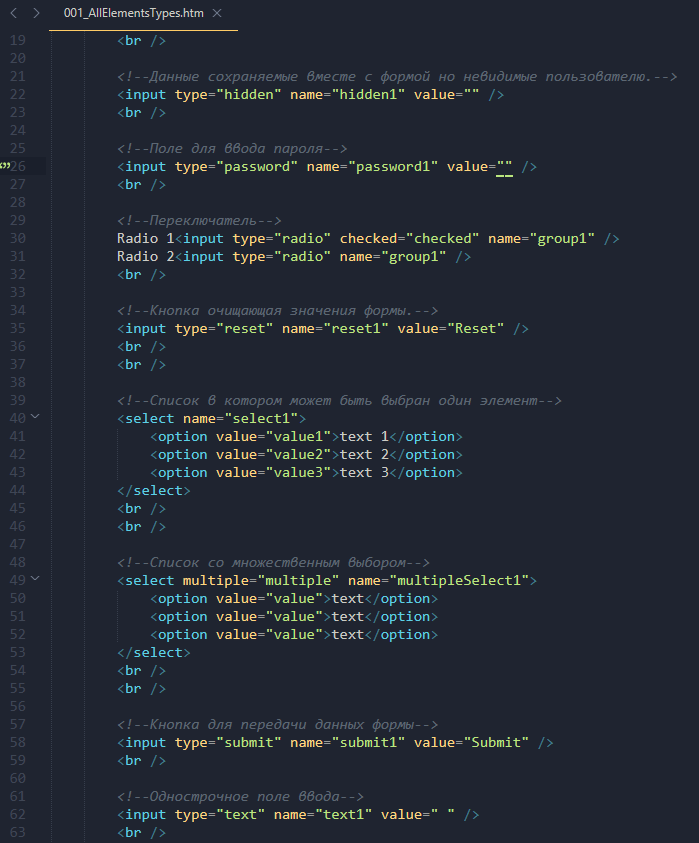 001_AllElementsTypes.htm
19 <br />
20
21 <!--Данные сохраняемые вместе с формой но невидимые пользователю.-->
22 <input type="hidden" name="hidden1" value="" />
23 <br />
24
25 <!--Поле для ввода пароля-->
26 <input type="password" name="password1" value="" />
27 <br />
28
29 <!--Переключатель-->
30 Radio 1<input type="radio" checked="checked" name="group1" />
31 Radio 2<input type="radio" name="group1" />
32 <br />
33
34 <!--Кнопка очищающая значения формы.-->
35 <input type="reset" name="reset1" value="Reset" />
36 <br />
37 <br />
38
39 <!--Список в котором может быть выбран один элемент-->
40 <select name="select1">
41 <option value="value1">text 1</option>
42 <option value="value2">text 2</option>
43 <option value="value3">text 3</option>
44 </select>
45 <br />
46 <br />
47
48 <!--Список со множественным выбором-->
49 <select multiple="multiple" name="multipleSelect1">
50 <option value="value">text</option>
51 <option value="value">text</option>
52 <option value="value">text</option>
53 </select>
54 <br />
55 <br />
56
57 <!--Кнопка для передачи данных формы-->
58 <input type="submit" name="submit1" value="Submit" />
59 <br />
60
61 <!--Однострочное поле ввода-->
62 <input type="text" name="text1" value=" " />
63 <br />